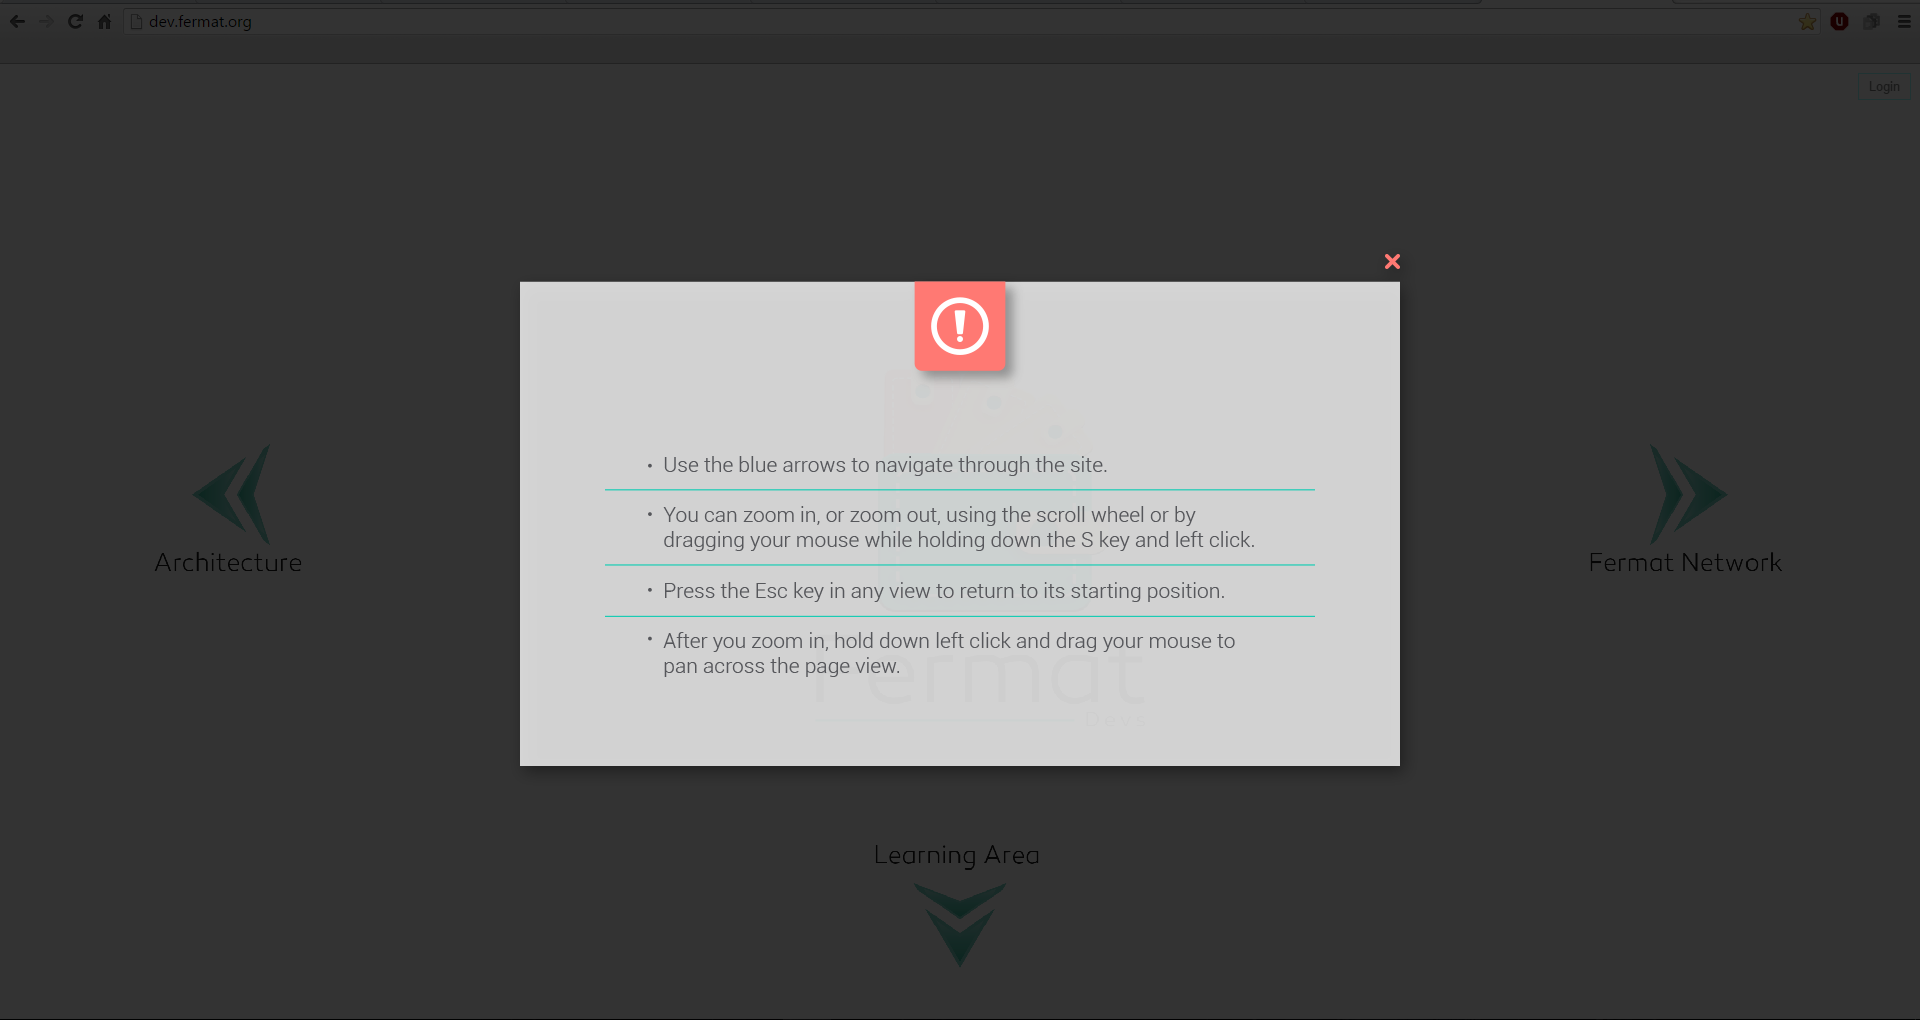 dev.fermat.org
Login
• Use the blue arrows to navigate through the site.
• You can zoom in, or zoom out, using the scroll wheel or by
dragging your mouse while holding down the S key and left click.
• Press the Esc key in any view to return to its starting position.
• After you zoom in, hold down left click and drag your mouse to
pan across the page view.
Fermat
Devs
Architecture
Fermat Network
Learning Area